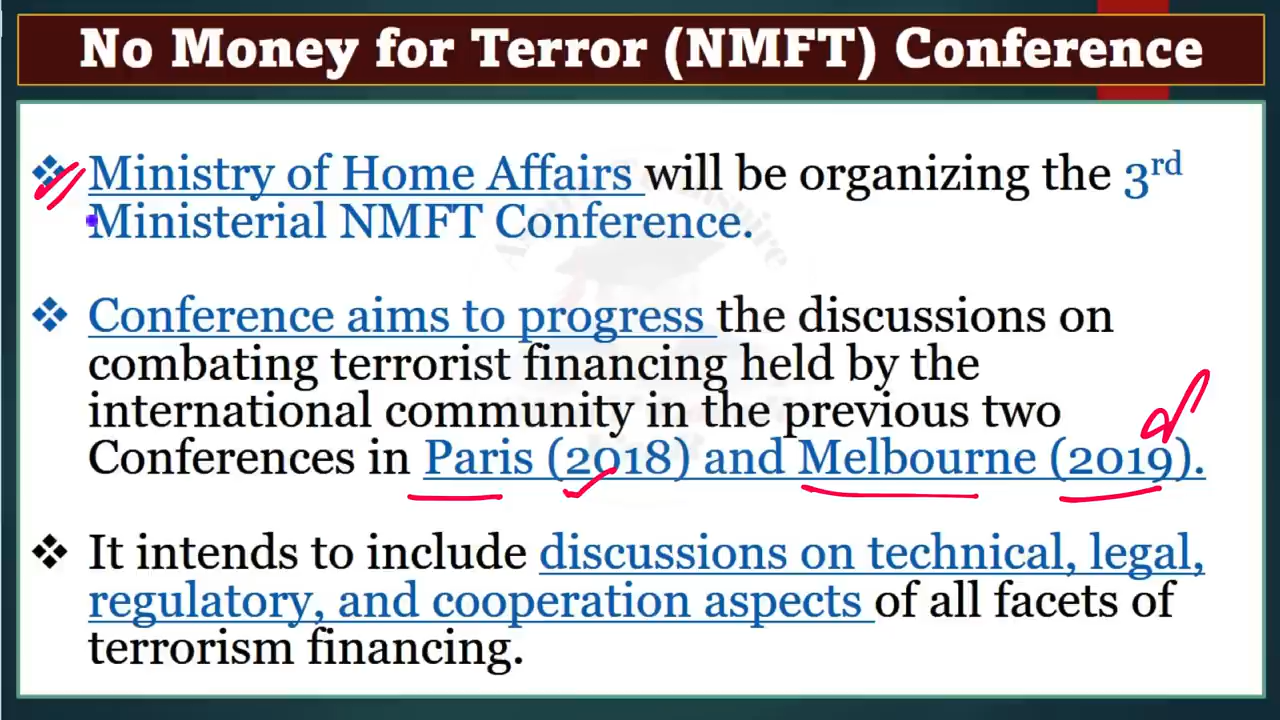 No Money for Terror (NMFT) Conference
❖ Ministry of Home Affairs will be organizing the 3rd
Ministerial NMFT Conference.
❖ Conference aims to progress the discussions on
combating terrorist financing held by the
international community in the previous two
Conferences in Paris (2018) and Melbourne (2019).
❖ It intends to include discussions on technical, legal,
regulatory, and cooperation aspects of all facets of
terrorism financing.